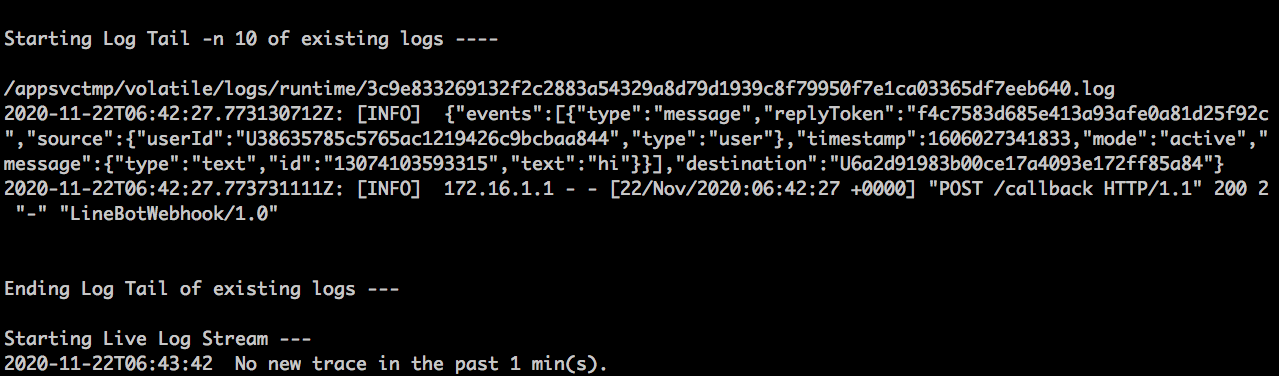 Starting Log Tail -n 10 of existing logs ----
/appsvctmp/volatile/logs/runtime/3c9e833269132f2c2883a54329a8d79d1939c8f79950f7e1ca03365df7eeb640.log
2020-11-22T06:42:27.773130712Z: [INFO]  {"events":[{"type":"message","replyToken":"f4c7583d685e413a93afe0a81d25f92c
","source":{"userId":"U38635785c5765ac1219426c9bcbaa844","type":"user"},"timestamp":1606027341833,"mode":"active","
message":{"type":"text","id":"13074103593315","text":"hi"}}],"destination":"U6a2d91983b00ce17a4093e172ff85a84"}
2020-11-22T06:42:27.773731111Z: [INFO]  172.16.1.1 - - [22/Nov/2020:06:42:27 +0000] "POST /callback HTTP/1.1" 200 2
 "-" "LineBotWebhook/1.0"
Ending Log Tail of existing logs ---
Starting Live Log Stream ---
2020-11-22T06:43:42  No new trace in the past 1 min(s).